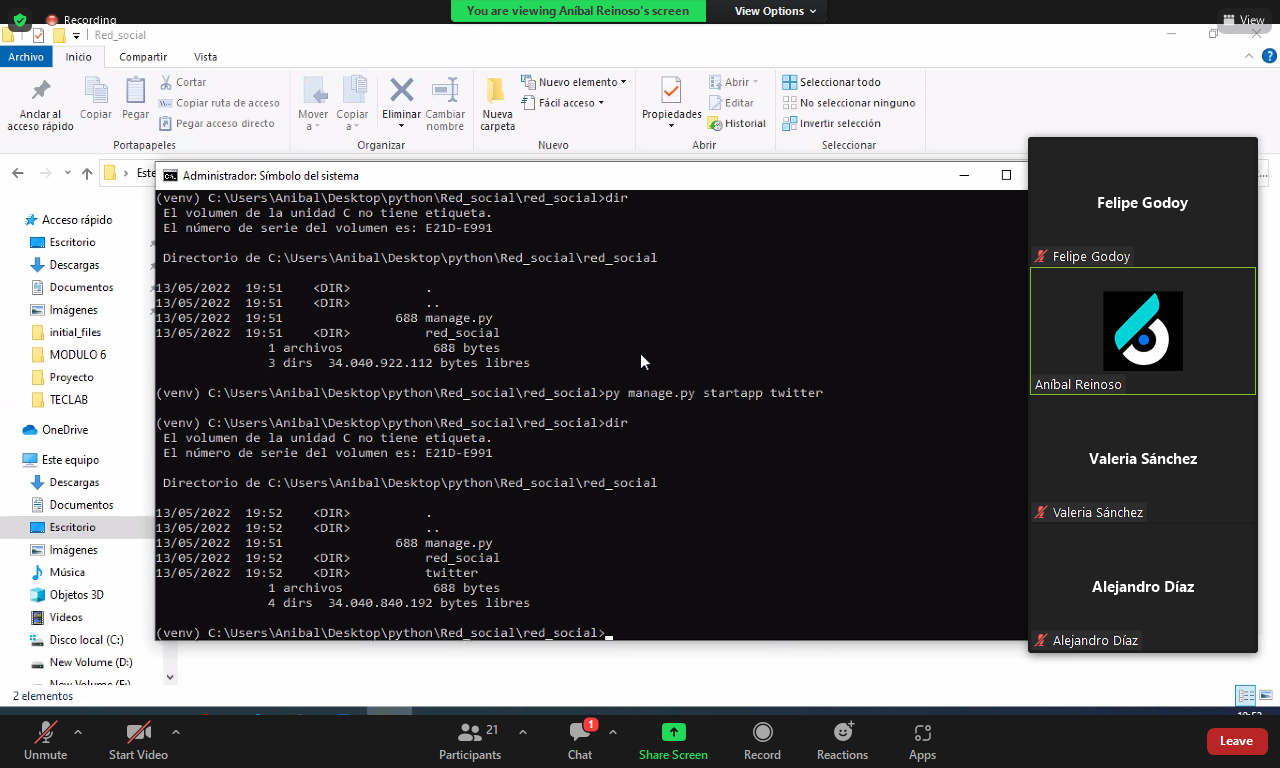 Recording
You are viewing Aníbal Reinoso's screen
View Options
View
Red_social
Archivo
Inicio
Compartir
Vista
Anclar al
acceso rápido
Copiar
Pegar
Cortar
Copiar ruta de acceso
Pegar acceso directo
Portapapeles
Mover
a
Copiar
a
Eliminar
Cambiar
nombre
Organizar
Nueva
carpeta
Nuevo elemento
Fácil acceso
Nuevo
Propiedades
Abrir
Editar
Historial
Abrir
Seleccionar todo
No seleccionar ninguno
Invertir selección
Seleccionar
Este
Acceso rápido
Escritorio
Descargas
Documentos
Imágenes
initial_files
MODULO 6
Proyecto
TECLAB
OneDrive
Este equipo
Descargas
Documentos
Escritorio
Imágenes
Música
Objetos 3D
Videos
Disco local (C:)
New Volume (D:)
New Volume (E:)
2 elementos
Administrador: Símbolo del sistema
(venv) C:\Users\Anibal\Desktop\python\Red_social\red_social>dir
El volumen de la unidad C no tiene etiqueta.
El número de serie del volumen es: E21D-E991
Directorio de C:\Users\Anibal\Desktop\python\Red_social\red_social
13/05/2022  19:51    <DIR>          .
13/05/2022  19:51    <DIR>          ..
13/05/2022  19:51               688 manage.py
13/05/2022  19:51    <DIR>          red_social
1 archivos            688 bytes
3 dirs  34.040.922.112 bytes libres
(venv) C:\Users\Anibal\Desktop\python\Red_social\red_social>py manage.py startapp twitter
(venv) C:\Users\Anibal\Desktop\python\Red_social\red_social>dir
El volumen de la unidad C no tiene etiqueta.
El número de serie del volumen es: E21D-E991
Directorio de C:\Users\Anibal\Desktop\python\Red_social\red_social
13/05/2022  19:52    <DIR>          .
13/05/2022  19:52    <DIR>          ..
13/05/2022  19:51               688 manage.py
13/05/2022  19:52    <DIR>          red_social
13/05/2022  19:52    <DIR>          twitter
1 archivos            688 bytes
4 dirs  34.040.840.192 bytes libres
(venv) C:\Users\Anibal\Desktop\python\Red_social\red_social>
Felipe Godoy
Felipe Godoy
Aníbal Reinoso
Valeria Sánchez
Valeria Sánchez
Alejandro Díaz
Alejandro Díaz
Unmute
Start Video
Participants
21
Chat
1
Share Screen
Record
Reactions
Apps
Leave